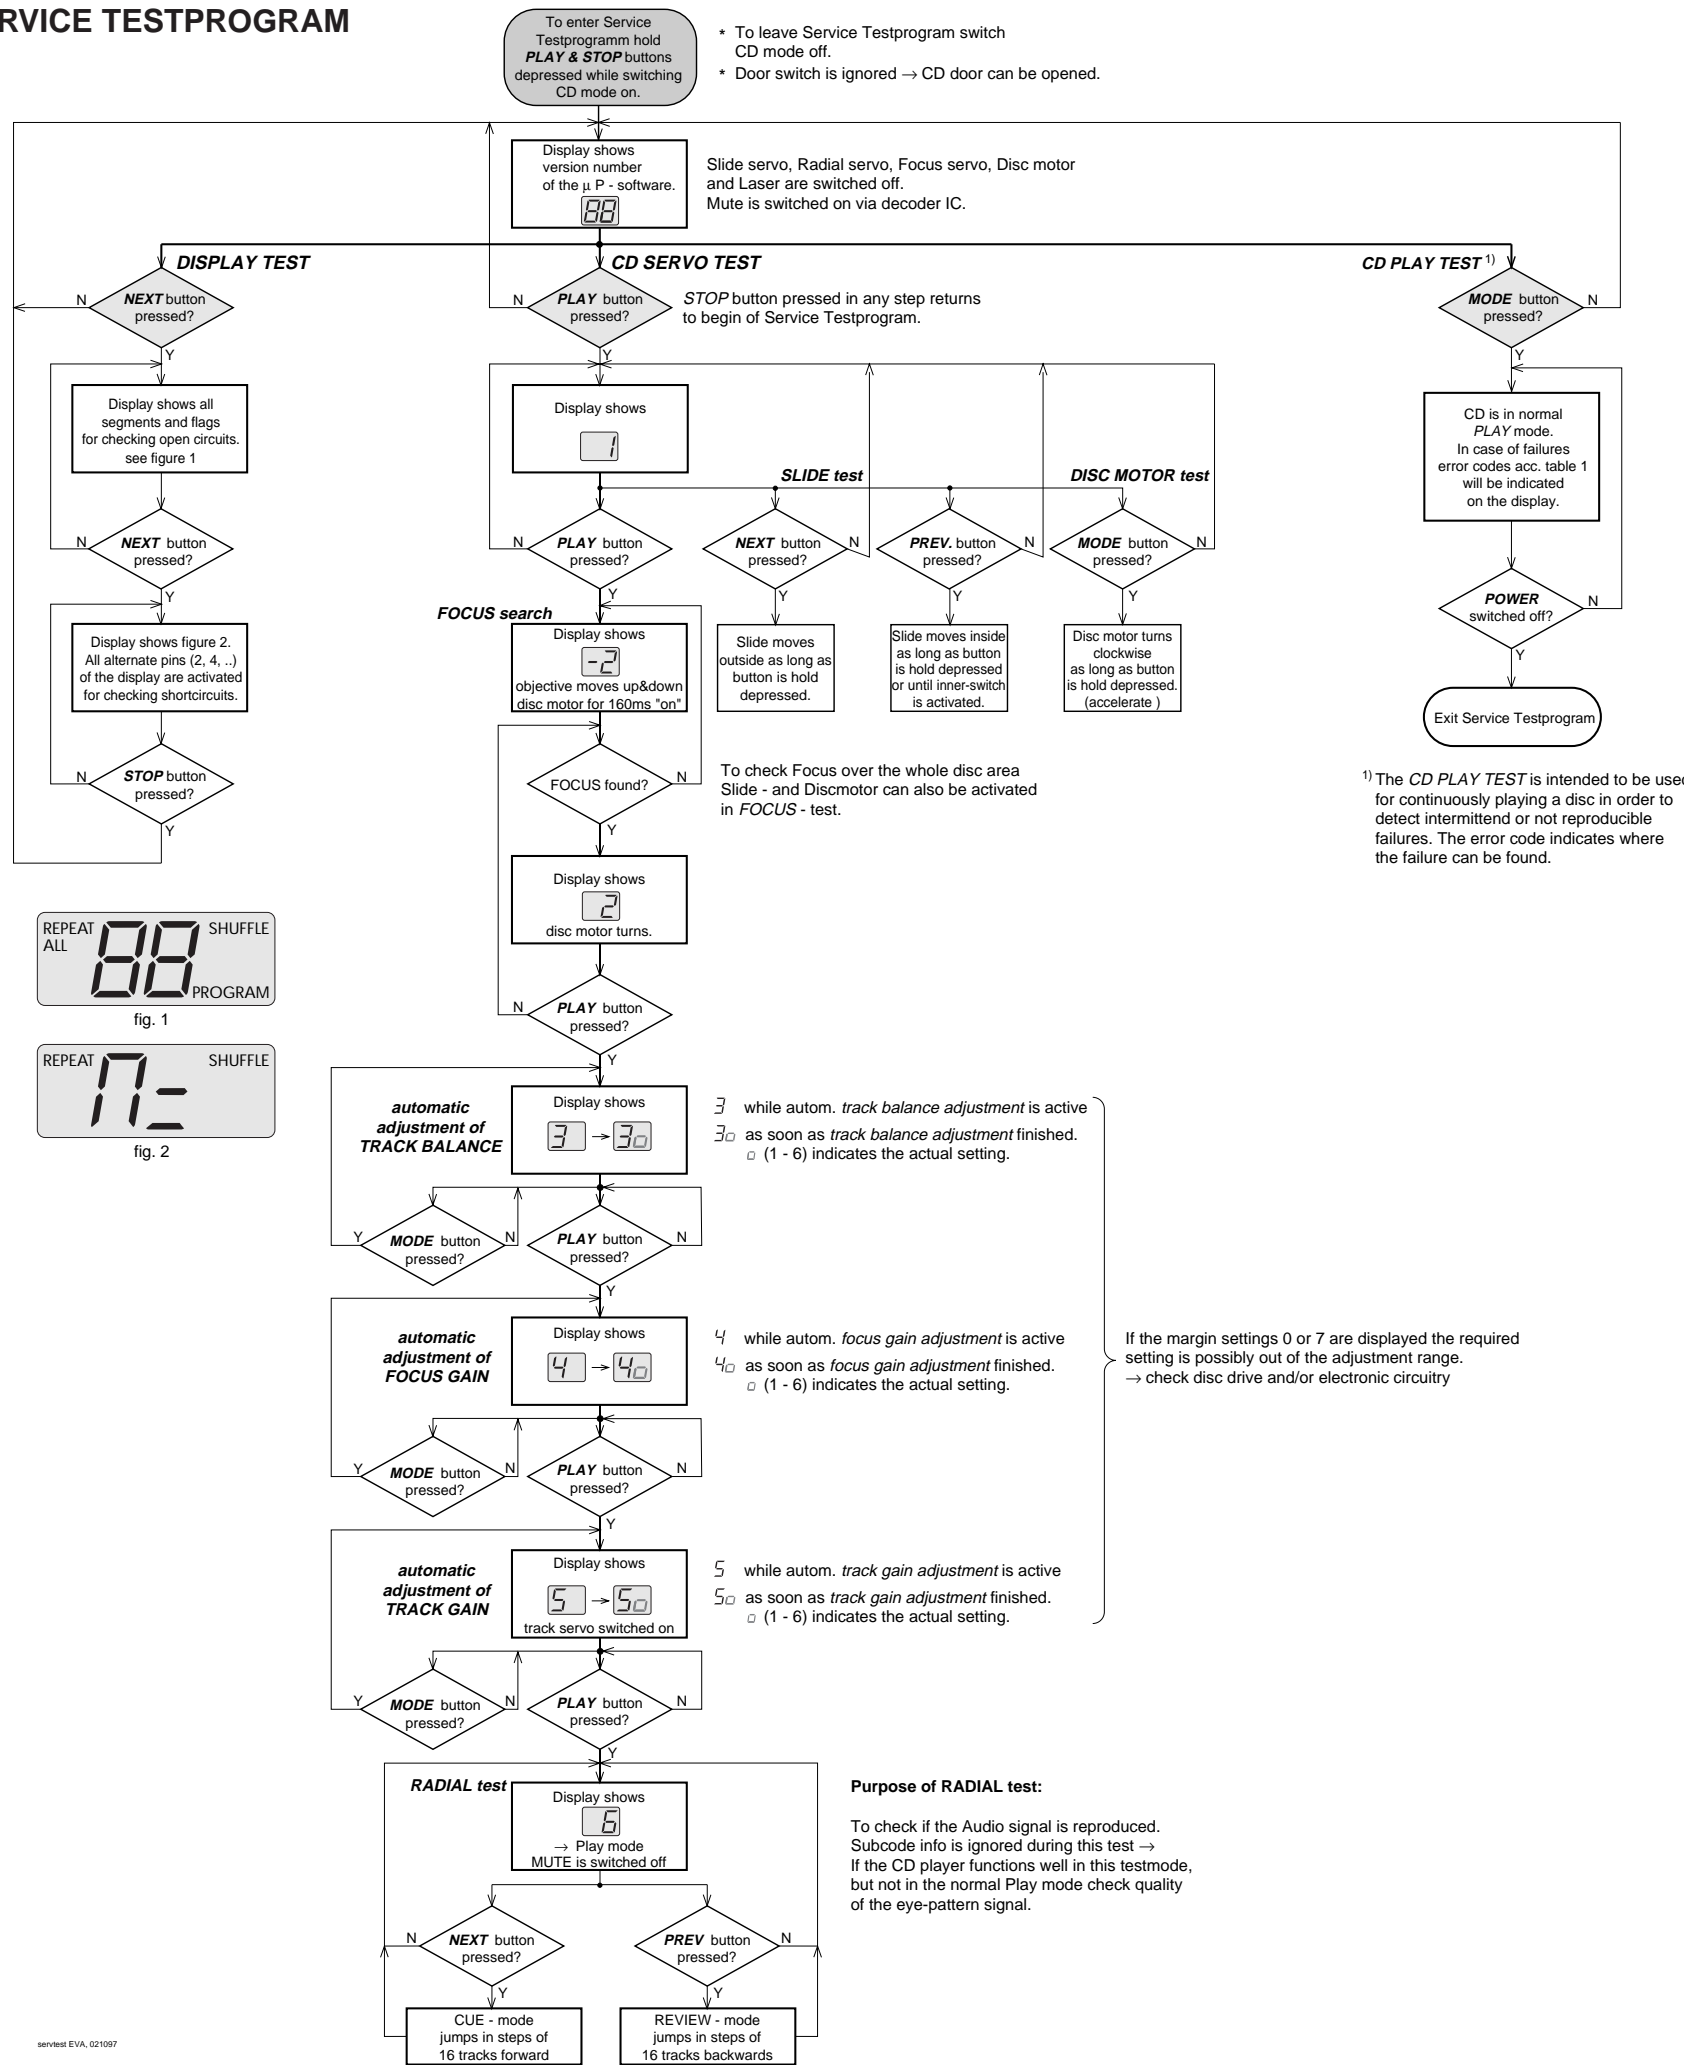 RVICE TESTPROGRAM
To enter Service
Testprogramm hold
PLAY & STOP buttons
depressed while switching
CD mode on.
* To leave Service Testprogram switch
CD mode off.
* Door switch is ignored → CD door can be opened.
Display shows
version number
of the µ P - software.
88
Slide servo, Radial servo, Focus servo, Disc motor
and Laser are switched off.
Mute is switched on via decoder IC.
DISPLAY TEST
NEXT button
pressed?
N
Y
Display shows all
segments and flags
for checking open circuits.
see figure 1
NEXT button
pressed?
N
Y
Display shows figure 2.
All alternate pins (2, 4, ..)
of the display are activated
for checking shortcircuits.
STOP button
pressed?
N
Y
REPEAT
ALL
88
SHUFFLE
PROGRAM
fig. 1
REPEAT
SHUFFLE
fig. 2
CD SERVO TEST
PLAY button
pressed?
N
Y
STOP button pressed in any step returns
to begin of Service Testprogram.
Display shows
1
PLAY button
pressed?
N
Y
SLIDE test
NEXT button
pressed?
N
Y
Slide moves
outside as long as
button is hold
depressed.
PREV. button
pressed?
N
Y
Slide moves inside
as long as button
is hold depressed
or until inner-switch
is activated.
DISC MOTOR test
MODE button
pressed?
N
Y
Disc motor turns
clockwise
as long as button
is hold depressed.
(accelerate )
FOCUS search
Display shows
-2
objective moves up&down
disc motor for 160ms "on"
FOCUS found?
N
Y
To check Focus over the whole disc area
Slide - and Discmotor can also be activated
in FOCUS - test.
Display shows
2
disc motor turns.
PLAY button
pressed?
N
Y
automatic
adjustment of
TRACK BALANCE
Display shows
3 → 3o
3 while autom. track balance adjustment is active
3o as soon as track balance adjustment finished.
o (1 - 6) indicates the actual setting.
MODE button
pressed?
Y
N
PLAY button
pressed?
N
Y
automatic
adjustment of
FOCUS GAIN
Display shows
4 → 4o
4 while autom. focus gain adjustment is active
4o as soon as focus gain adjustment finished.
o (1 - 6) indicates the actual setting.
If the margin settings 0 or 7 are displayed the required
setting is possibly out of the adjustment range.
→ check disc drive and/or electronic circuitry
MODE button
pressed?
Y
N
PLAY button
pressed?
N
Y
automatic
adjustment of
TRACK GAIN
Display shows
5 → 5o
track servo switched on
5 while autom. track gain adjustment is active
5o as soon as track gain adjustment finished.
o (1 - 6) indicates the actual setting.
MODE button
pressed?
Y
N
PLAY button
pressed?
N
Y
RADIAL test
Display shows
6
→ Play mode
MUTE is switched off
Purpose of RADIAL test:
To check if the Audio signal is reproduced.
Subcode info is ignored during this test →
If the CD player functions well in this testmode,
but not in the normal Play mode check quality
of the eye-pattern signal.
NEXT button
pressed?
N
Y
CUE - mode
jumps in steps of
16 tracks forward
PREV button
pressed?
N
Y
REVIEW - mode
jumps in steps of
16 tracks backwards
CD PLAY TEST 1)
MODE button
pressed?
N
Y
CD is in normal
PLAY mode.
In case of failures
error codes acc. table 1
will be indicated
on the display.
POWER
switched off?
N
Y
Exit Service Testprogram
1) The CD PLAY TEST is intended to be used
for continuously playing a disc in order to
detect intermittend or not reproducible
failures. The error code indicates where
the failure can be found.
servtest EVA, 021097